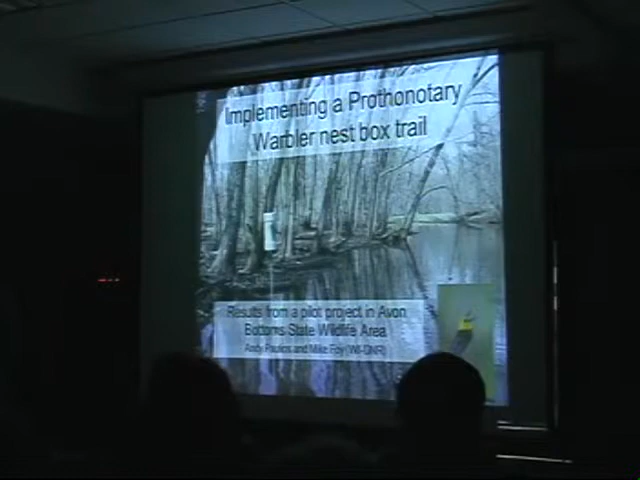 Implementing a Prothonotary
Warbler nest box trail
Results from a pilot project in Avon
Bottoms State Wildlife Area
Andy Paulios and Mike Foy (WI-DNR)